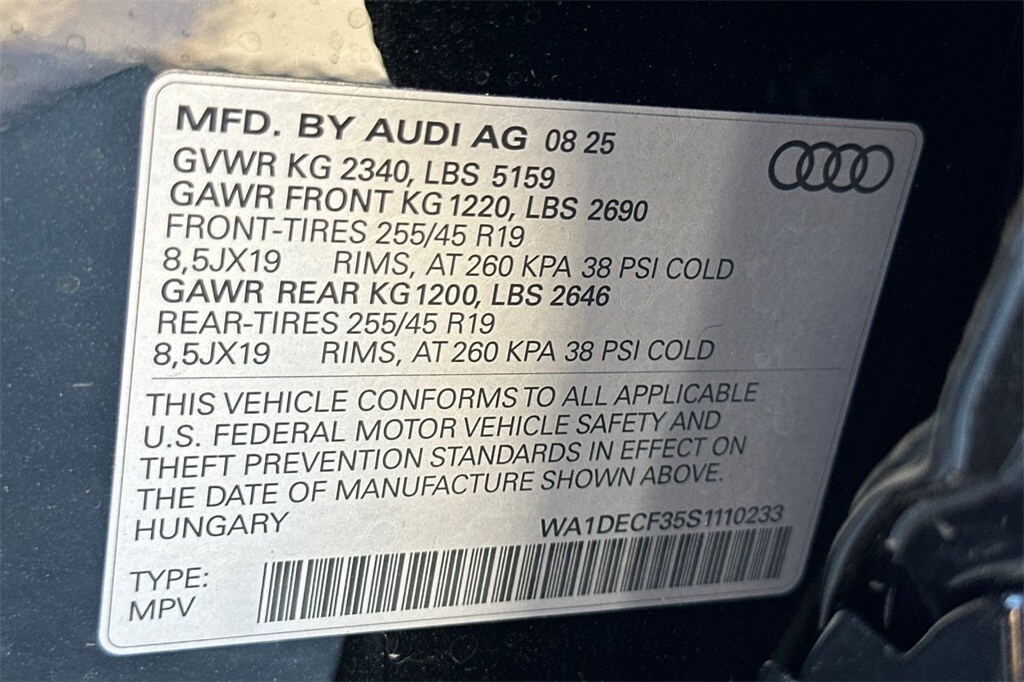 MFD. BY AUDI AG 08 25
GVWR KG 2340, LBS 5159
GAWR FRONT KG 1220, LBS 2690
FRONT-TIRES 255/45 R19
8,5JX19 RIMS, AT 260 KPA 38 PSI COLD
GAWR REAR KG 1200, LBS 2646
REAR-TIRES 255/45 R19
8,5JX19 RIMS, AT 260 KPA 38 PSI COLD
THIS VEHICLE CONFORMS TO ALL APPLICABLE
U.S. FEDERAL MOTOR VEHICLE SAFETY AND
THEFT PREVENTION STANDARDS IN EFFECT ON
THE DATE OF MANUFACTURE SHOWN ABOVE.
HUNGARY WA1DECF35S1110233
TYPE:
MPV